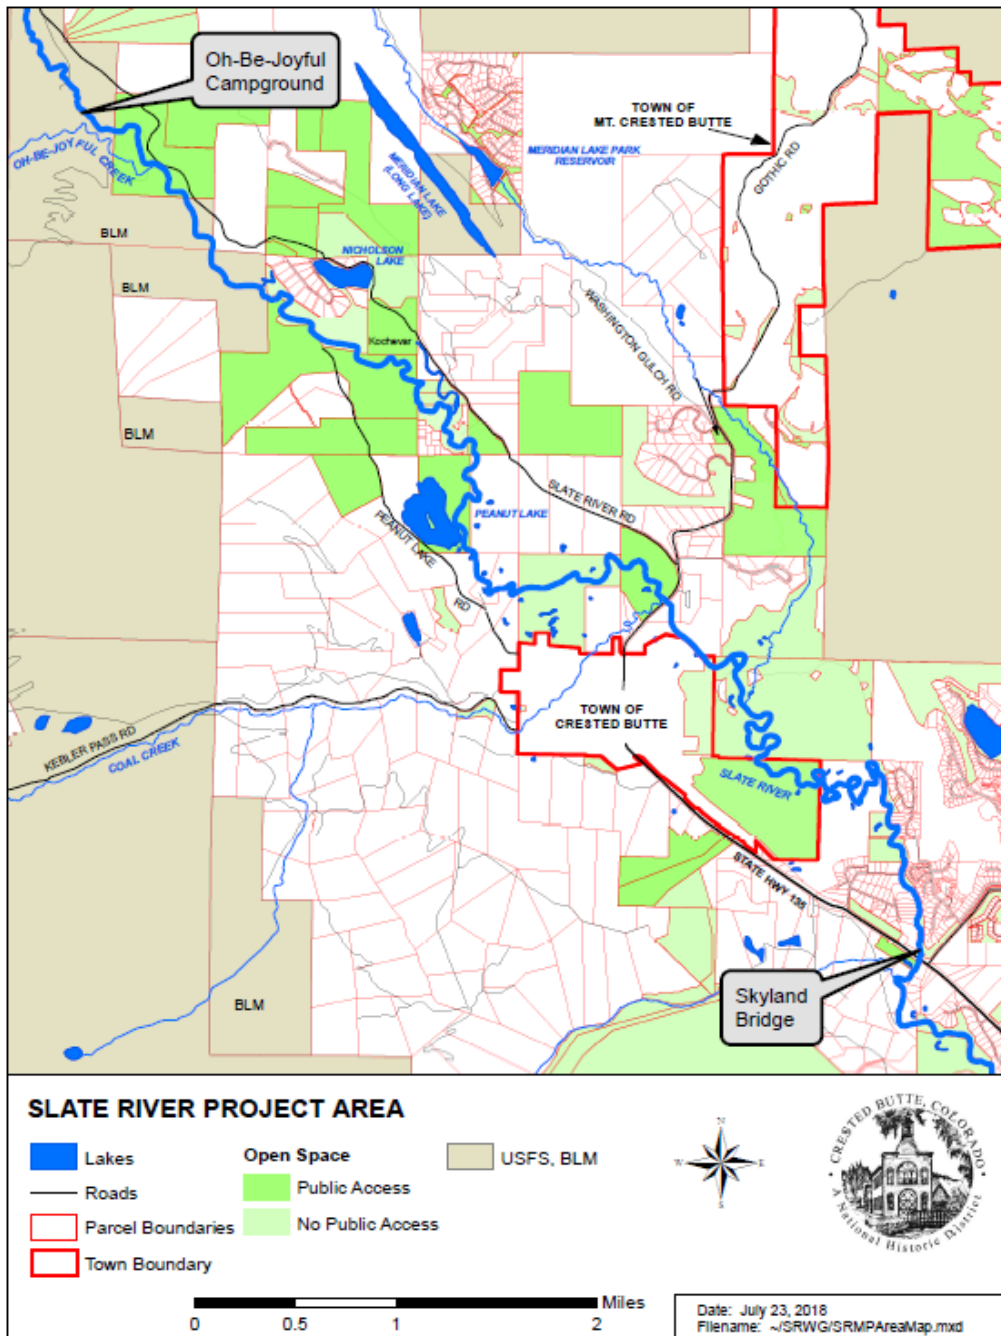 Oh-Be-Joyful
Campground
TOWN OF
MT. CRESTED BUTTE
OH-BE-JOYFUL
CREEK
MERIDIAN LAKE
(LONG LAKE)
MERIDIAN LAKE PARK
RESERVOIR
GOTHIC RD
BLM
NICHOLSON
LAKE
BLM
Kochevar
WASHINGTON GULCH RD
BLM
SLATE RIVER RD
PEANUT LAKE
PEANUT LAKE
RD
TOWN OF
CRESTED BUTTE
KEBLER PASS RD
COAL CREEK
SLATE RIVER
STATE HWY 135
Skyland
Bridge
BLM
SLATE RIVER PROJECT AREA
Lakes
Roads
Parcel Boundaries
Town Boundary
Open Space
Public Access
No Public Access
USFS, BLM
N
W
E
S
CRESTED BUTTE, COLORADO
A National Historic District
Miles
0 0.5 1 2
Date: July 23, 2018
Filename: ~/SRWG/SRMPAreaMap.mxd